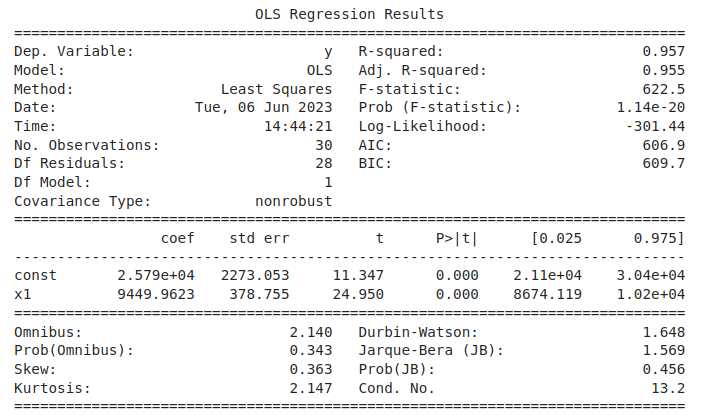 OLS Regression Results
==============================================================================
Dep. Variable:                      y   R-squared:                       0.957
Model:                            OLS   Adj. R-squared:                  0.955
Method:                 Least Squares   F-statistic:                     622.5
Date:                Tue, 06 Jun 2023   Prob (F-statistic):           1.14e-20
Time:                        14:44:21   Log-Likelihood:                -301.44
No. Observations:                  30   AIC:                             606.9
Df Residuals:                      28   BIC:                             609.7
Df Model:                           1
Covariance Type:            nonrobust
==============================================================================
                 coef    std err          t      P>|t|      [0.025      0.975]
------------------------------------------------------------------------------
const       2.579e+04   2273.053     11.347      0.000    2.11e+04    3.04e+04
x1          9449.9623    378.755     24.950      0.000    8674.119    1.02e+04
==============================================================================
Omnibus:                        2.140   Durbin-Watson:                   1.648
Prob(Omnibus):                  0.343   Jarque-Bera (JB):                1.569
Skew:                           0.363   Prob(JB):                        0.456
Kurtosis:                       2.147   Cond. No.                         13.2
==============================================================================